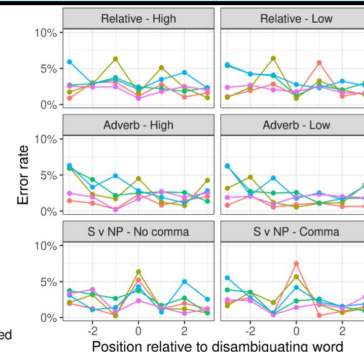 Relative - High
Relative - Low
10%
5%
0%
Adverb - High
Adverb - Low
10%
5%
0%
S v NP - No comma
S v NP - Comma
10%
5%
0%
-2 0 2 -2 0 2
Error rate
Position relative to disambiguating word